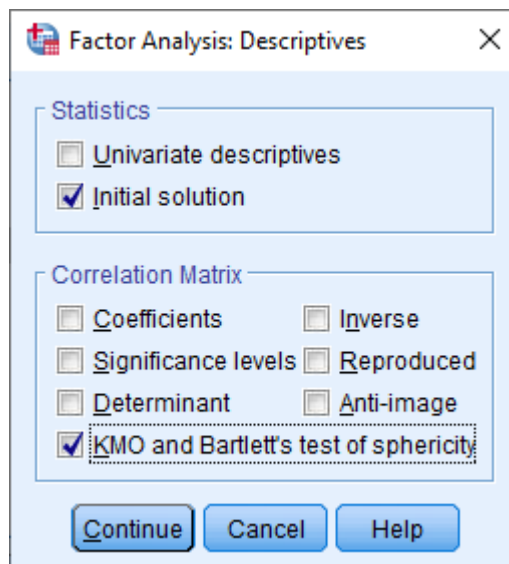 Factor Analysis: Descriptives
Statistics
Univariate descriptives
Initial solution
Correlation Matrix
Coefficients Inverse
Significance levels Reproduced
Determinant Anti-image
KMO and Bartlett's test of sphericity
Continue Cancel Help